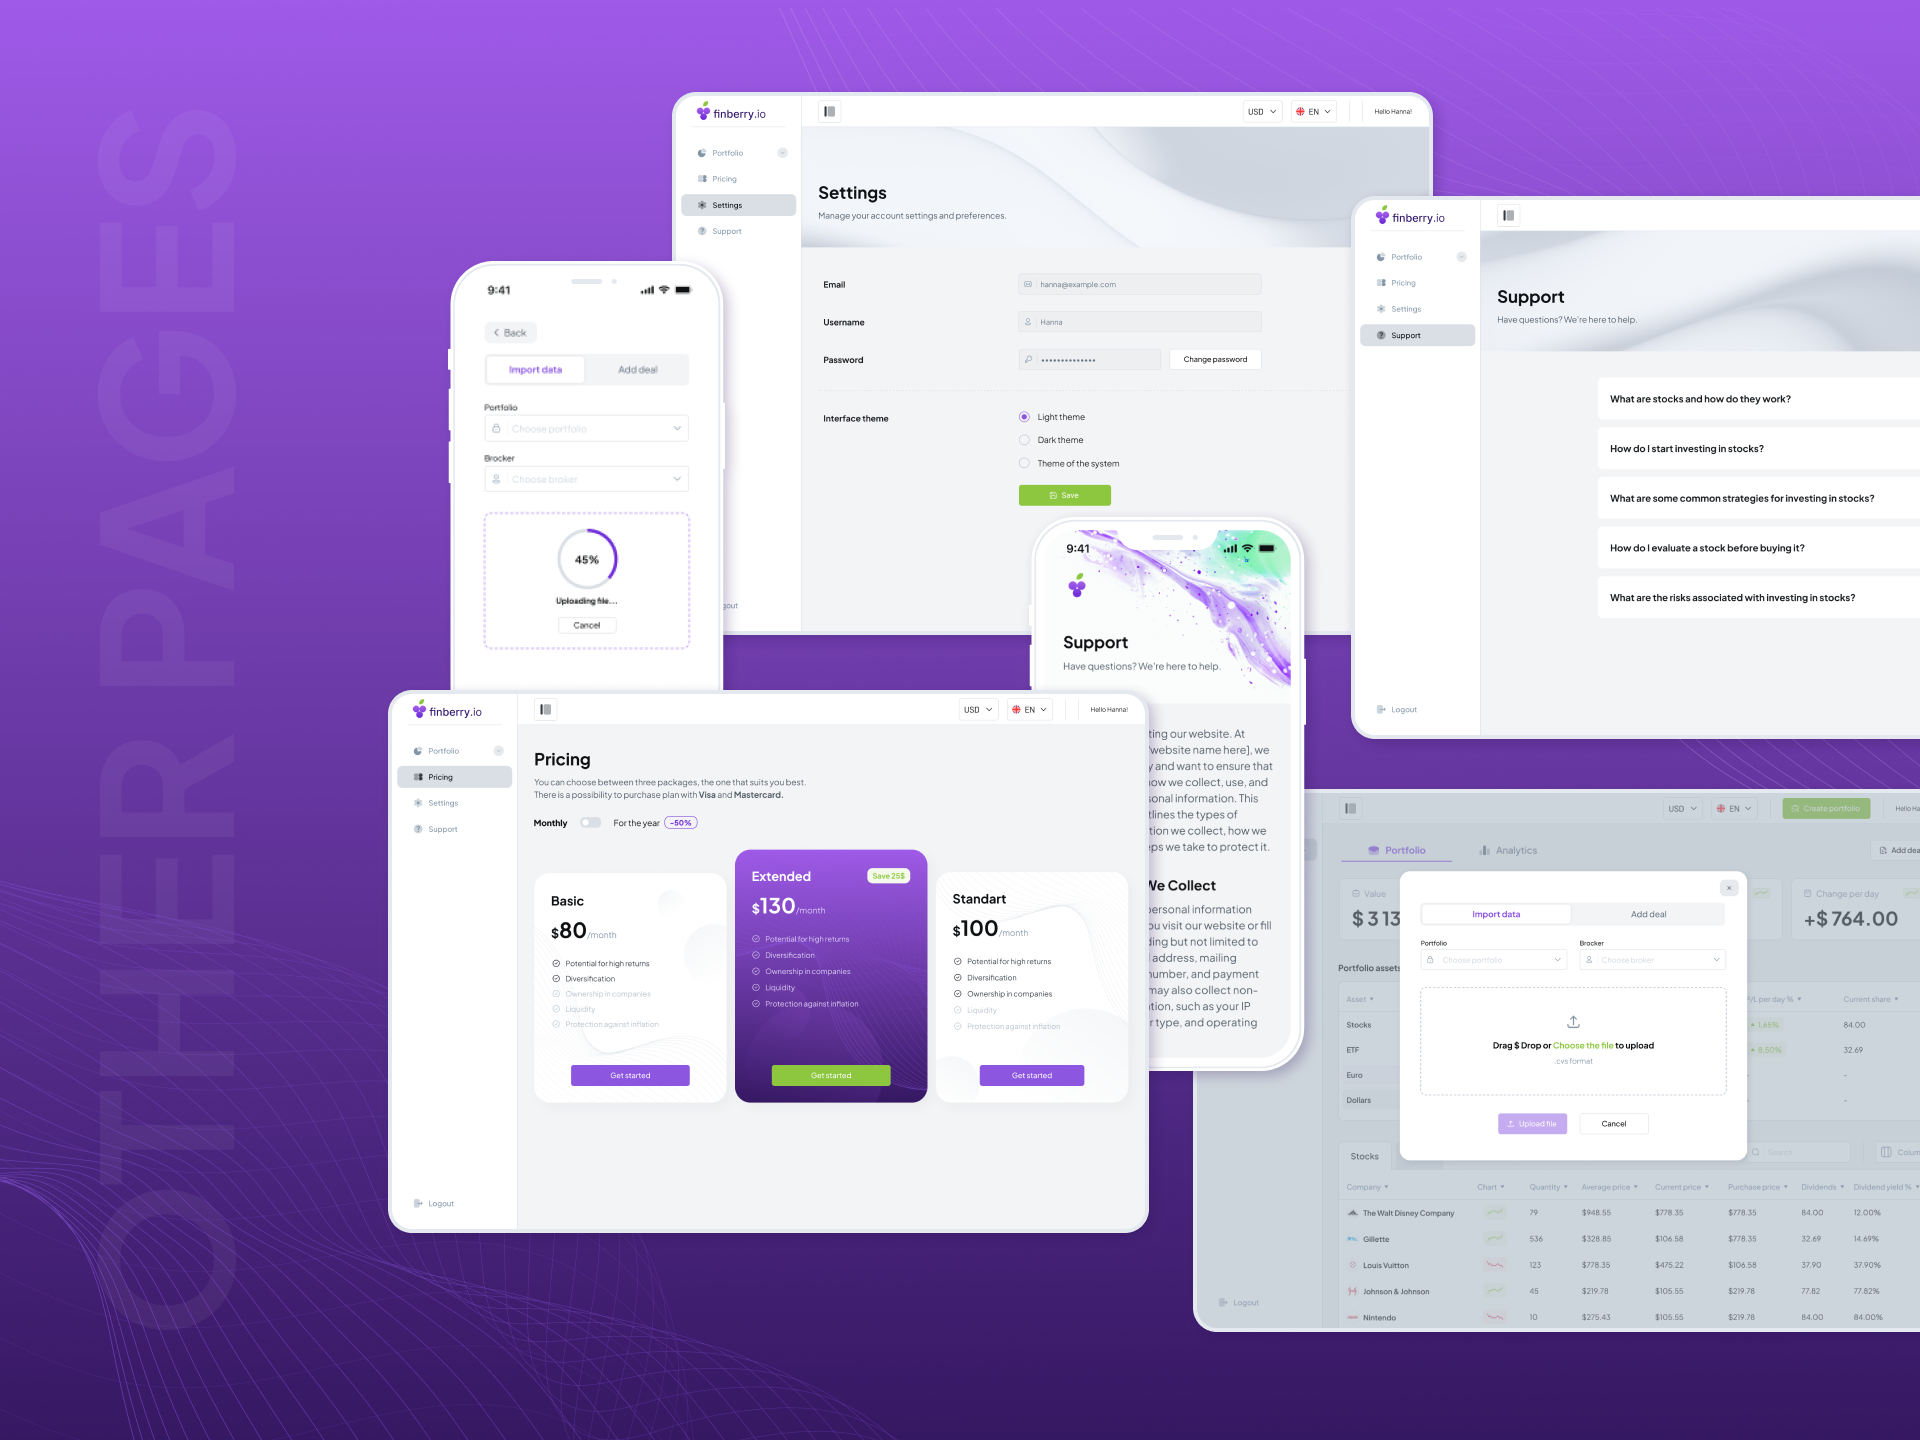 OTHER PAGES
finberry.io
Portfolio
Pricing
Settings
Support
USD
EN
Hello Hanna!
Settings
Manage your account settings and preferences.
Email
hanna@example.com
Username
Hanna
Password
Change password
Interface theme
Light theme
Dark theme
Theme of the system
Save
gout
9:41
Back
Import data
Add deal
Portfolio
Choose portfolio
Brocker
Choose broker
45%
Uploading file...
Cancel
finberry.io
Portfolio
Pricing
Settings
Support
Logout
Support
Have questions? We're here to help.
What are stocks and how do they work?
How do I start investing in stocks?
What are some common strategies for investing in stocks?
How do I evaluate a stock before buying it?
What are the risks associated with investing in stocks?
9:41
Support
Have questions? We're here to help.
ting our website. At
website name here], we
y and want to ensure that
how we collect, use, and
sonal information. This
tlines the types of
tion we collect, how we
eps we take to protect it.
We Collect
personal information
ou visit our website or fill
ding but not limited to
l address, mailing
number, and payment
may also collect non-
ation, such as your IP
r type, and operating
finberry.io
Portfolio
Pricing
Settings
Support
Logout
USD
EN
Hello Hanna!
Pricing
You can choose between three packages, the one that suits you best.
There is a possibility to purchase plan with Visa and Mastercard.
Monthly
For the year
-50%
Basic
$80/month
Potential for high returns
Diversification
Ownership in companies
Liquidity
Protection against inflation
Get started
Extended
Save 25$
$130/month
Potential for high returns
Diversification
Ownership in companies
Liquidity
Protection against inflation
Get started
Standart
$100/month
Potential for high returns
Diversification
Ownership in companies
Liquidity
Protection against inflation
Get started
USD
EN
Create portfolio
Hello Ha
Portfolio
Analytics
Add dea
Value
$ 3 13
Change per day
+$ 764.00
Import data
Add deal
Portfolio
Choose portfolio
Brocker
Choose broker
Drag $ Drop or Choose the file to upload
.cvs format
Upload file
Cancel
Portfolio assets
Asset
P/L per day %
Current share
Stocks
1.65%
84.00
ETF
8.50%
32.69
Euro
-
Dollars
-
Stocks
Search
Colum
Company
Chart
Quantity
Average price
Current price
Purchase price
Dividends
Dividend yield %
The Walt Disney Company 79 $948.55 $778.35 $778.35 84.00 12.00%
Gillette 536 $328.85 $106.58 $778.35 32.69 14.69%
Louis Vuitton 123 $778.35 $475.22 $106.58 37.90 37.90%
Johnson & Johnson 45 $219.78 $105.55 $219.78 77.82 77.82%
Nintendo 10 $275.43 $105.55 $219.78 84.00 84.00%
Logout